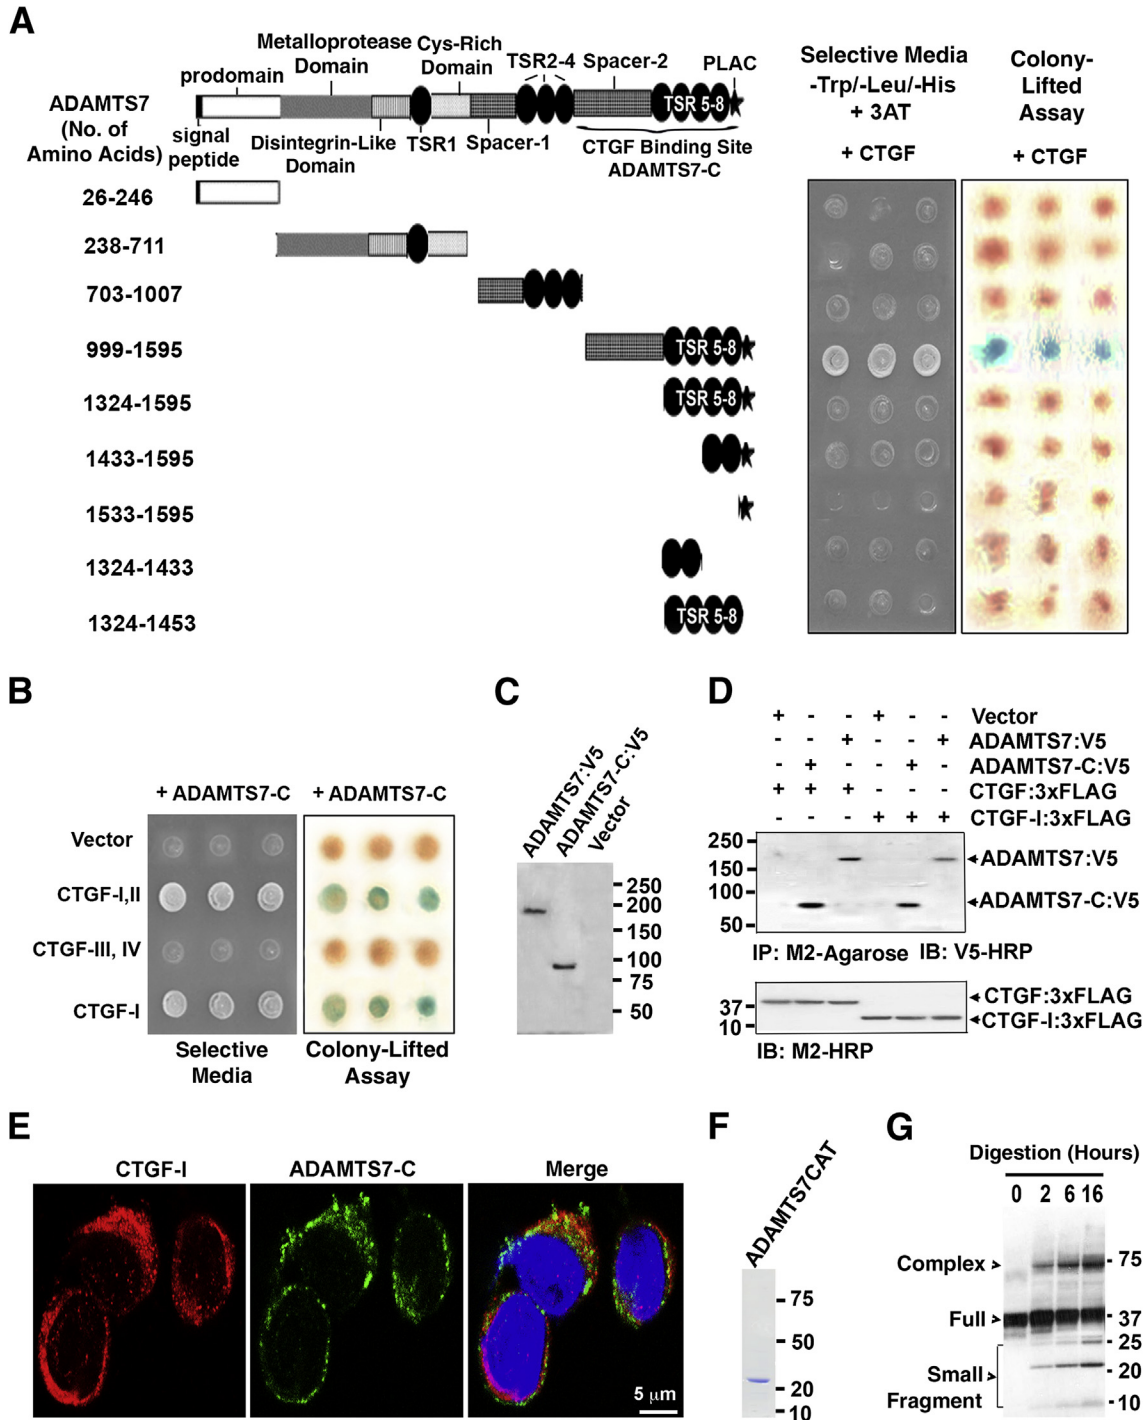 A
Metalloprotease Domain
Cys-Rich Domain
TSR2-4
Spacer-2
PLAC
prodomain
ADAMTS7
(No. of
Amino Acids)
signal
peptide
Disintegrin-Like
Domain
TSR1
Spacer-1
TSR 5-8
CTGF Binding Site
ADAMTS7-C
Selective Media
-Trp/-Leu/-His
+ 3AT
+ CTGF
Colony-
Lifted
Assay
+ CTGF
26-246
238-711
703-1007
999-1595
TSR 5-8
1324-1595
TSR 5-8
1433-1595
1533-1595
1324-1433
1324-1453
TSR 5-8
B
+ ADAMTS7-C
+ ADAMTS7-C
Vector
CTGF-I,II
CTGF-III, IV
CTGF-I
Selective
Media
Colony-Lifted
Assay
C
ADAMTS7:V5
ADAMTS7-C:V5
Vector
250
200
150
100
75
50
D
+ - - + - - Vector
- - + - - + ADAMTS7:V5
- + - - + - ADAMTS7-C:V5
+ + + - - - CTGF:3xFLAG
- - - + + + CTGF-I:3xFLAG
250
150
100
50
ADAMTS7:V5
ADAMTS7-C:V5
IP: M2-Agarose IB: V5-HRP
37
10
CTGF:3xFLAG
CTGF-I:3xFLAG
IB: M2-HRP
E
CTGF-I
ADAMTS7-C
Merge
5 µm
F
ADAMTS7CAT
75
50
20
10
G
Digestion (Hours)
0 2 6 16
Complex
Full
Small
Fragment
75
37
25
20
10